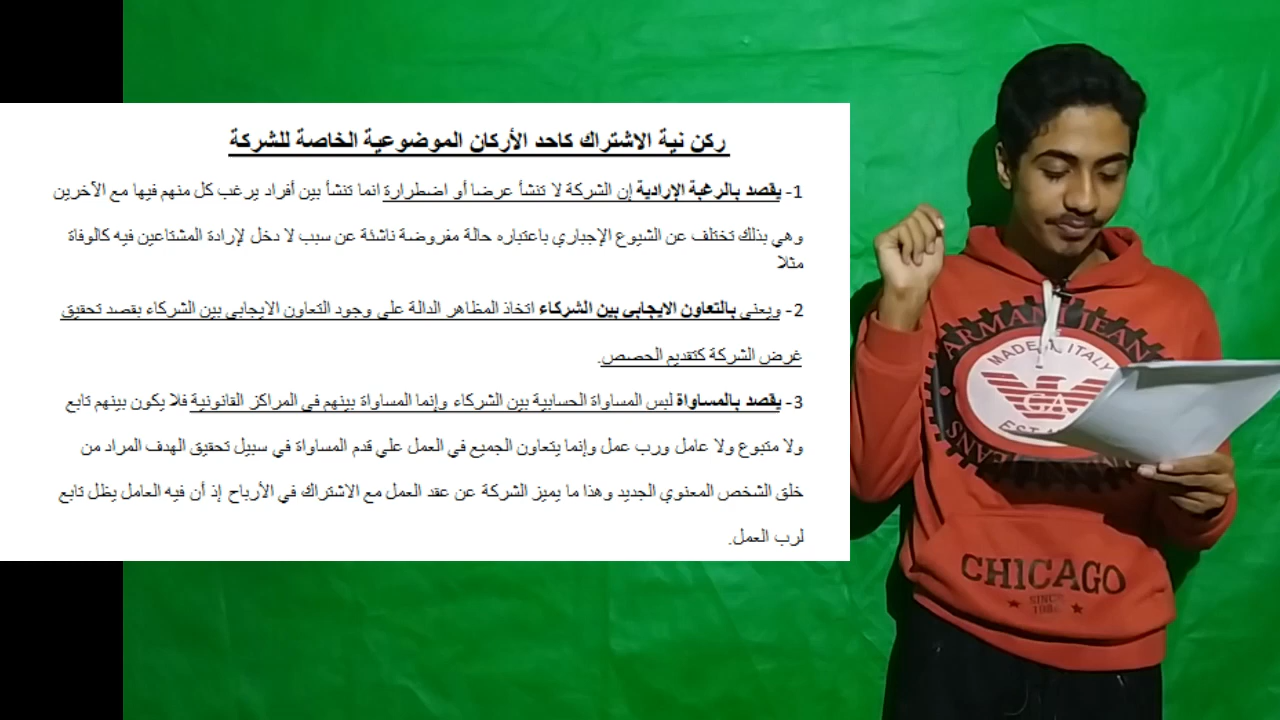 ركن نية الاشتراك كاحد الأركان الموضوعية الخاصة للشركة
1- يقصد بالرغبة الإرادية إن الشركة لا تنشأ عرضا أو اضطرارة انما تنشأ بين أفراد يرغب كل منهم فيها مع الآخرين
وهي بذلك تختلف عن الشيوع الإجباري باعتباره حالة مفروضة ناشئة عن سبب لا دخل لإرادة المشتاعين فيه كالوفاة
مثلا
2- ويعنى بالتعاون الايجابي بين الشركاء اتخاذ المظاهر الدالة على وجود التعاون الايجابي بين الشركاء بقصد تحقيق
غرض الشركة كتقديم الحصص.
3- يقصد بالمساواة ليس المساواة الحسابية بين الشركاء وإنما المساواة بينهم في المراكز القانونية فلا يكون بينهم تابع
ولا متبوع ولا عامل ورب عمل وإنما يتعاون الجميع في العمل علي قدم المساواة في سبيل تحقيق الهدف المراد من
خلق الشخص المعنوي الجديد وهذا ما يميز الشركة عن عقد العمل مع الاشتراك في الأرباح إذ أن فيه العامل يظل تابع
لرب العمل.
ARMANI JEANS
MADE IN ITALY
GA
CHICAGO
SINCE